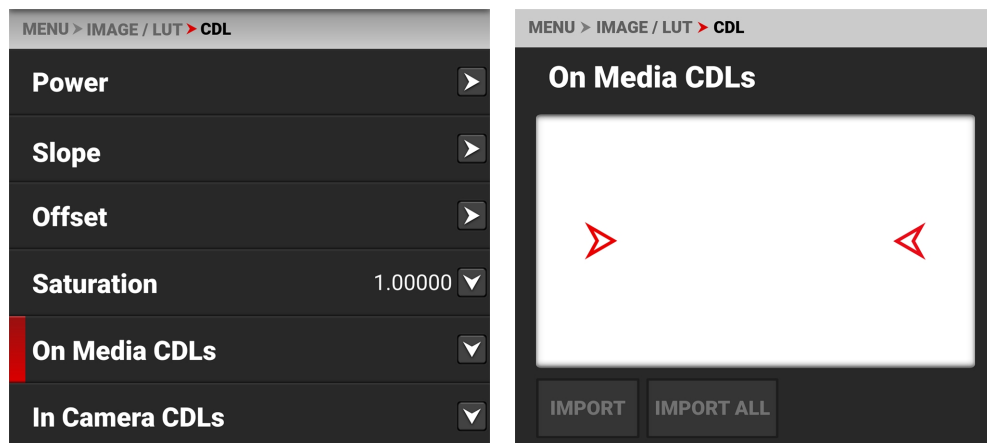 MENU > IMAGE / LUT > CDL
Power
Slope
Offset
Saturation 1.00000
On Media CDLs
In Camera CDLs
MENU > IMAGE / LUT > CDL
On Media CDLs
IMPORT IMPORT ALL